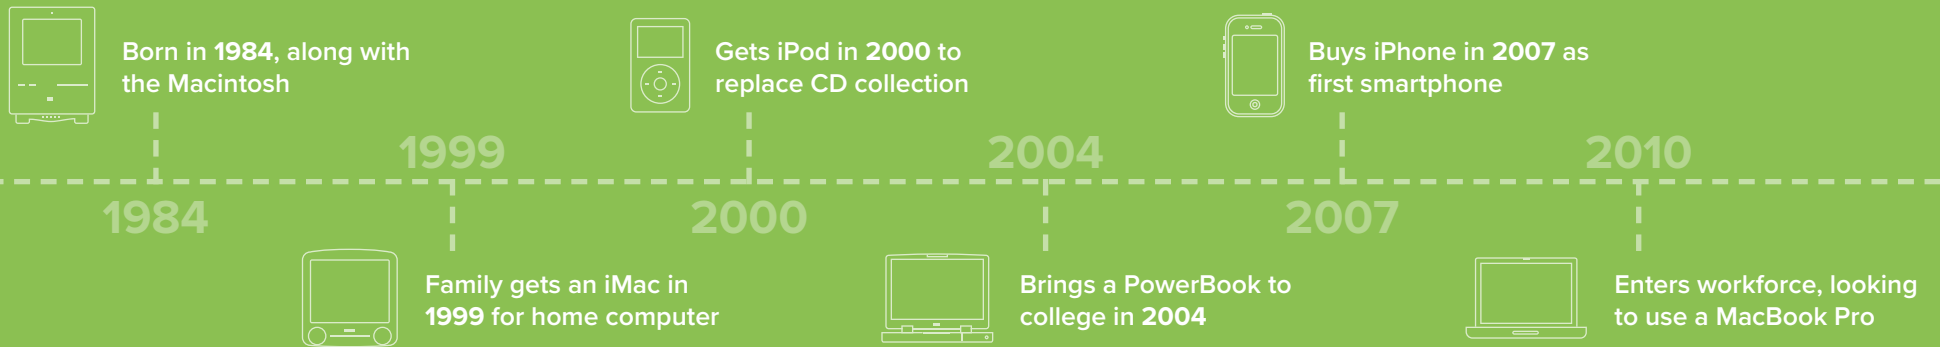 Born in 1984, along with
the Macintosh
1984
1999
Family gets an iMac in
1999 for home computer
Gets iPod in 2000 to
replace CD collection
2000
2004
Brings a PowerBook to
college in 2004
Buys iPhone in 2007 as
first smartphone
2007
2010
Enters workforce, looking
to use a MacBook Pro